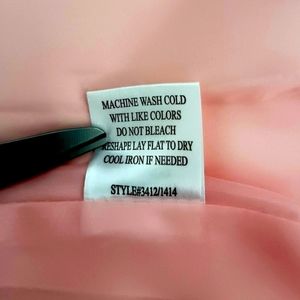 MACHINE WASH COLD
WITH LIKE COLORS
DO NOT BLEACH
RESHAPE LAY FLAT TO DRY
COOL IRON IF NEEDED
STYLE#3412/1414